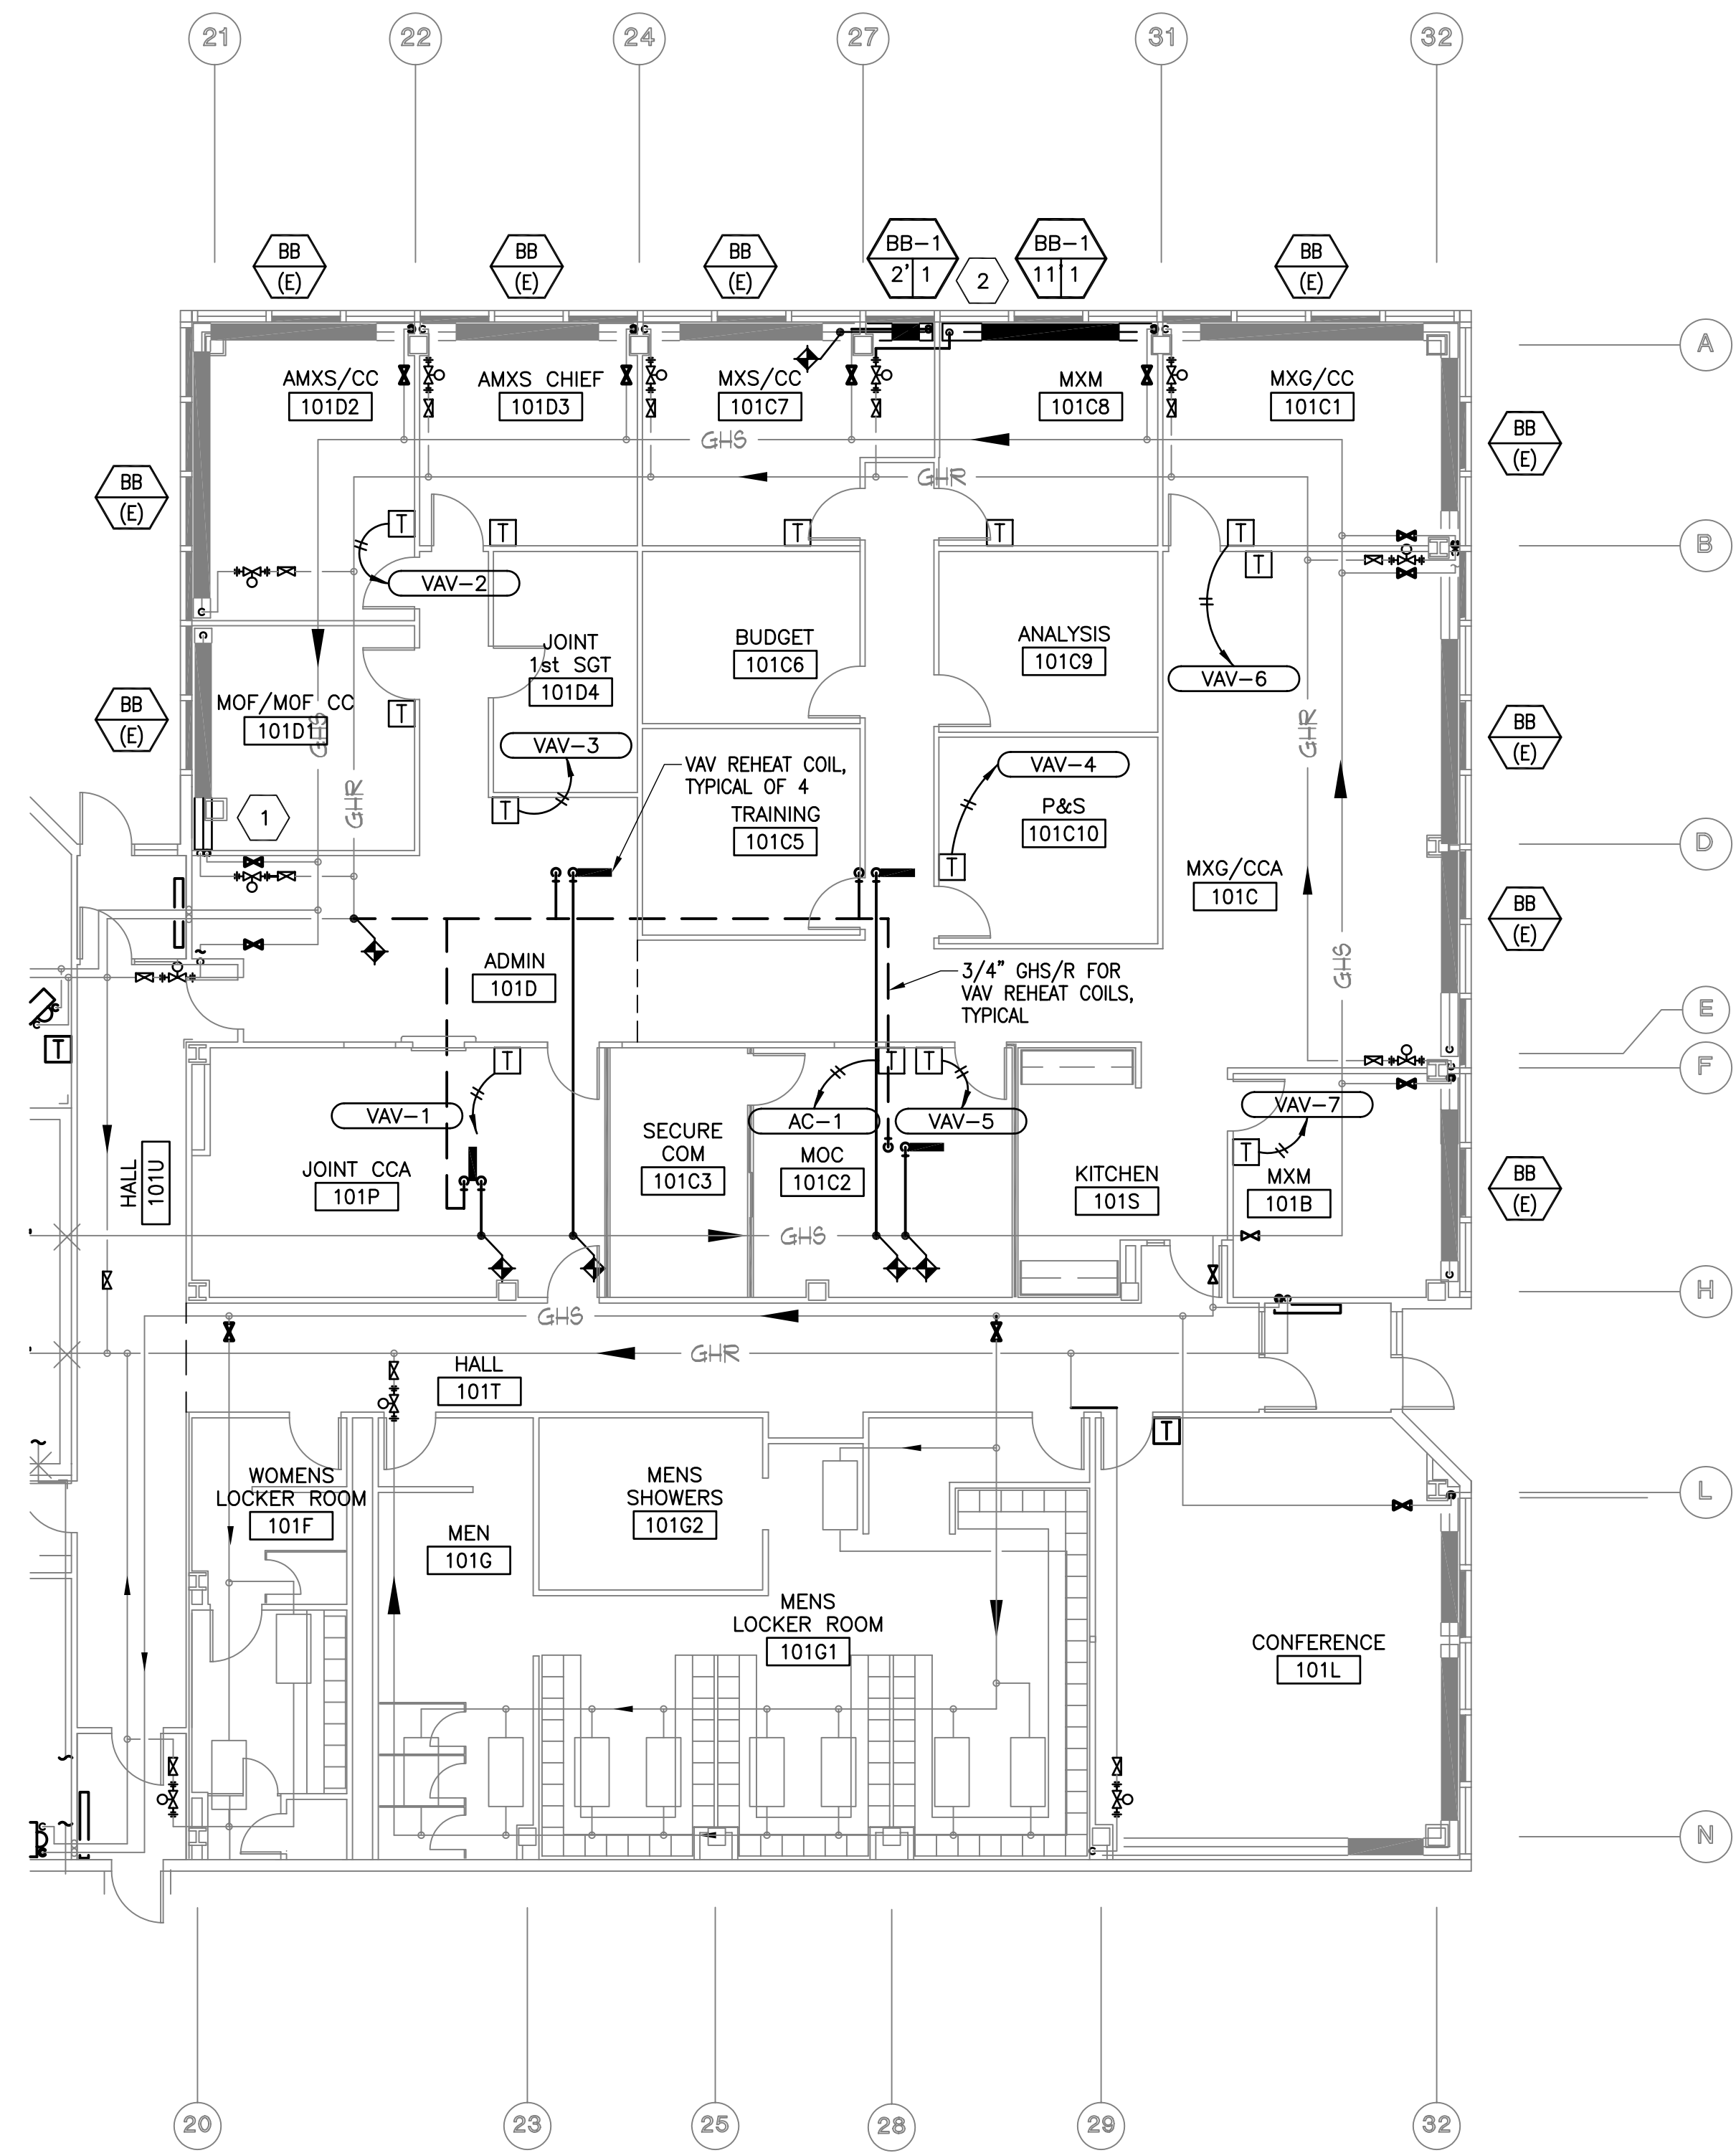 21
22
24
27
31
32
BB
(E)
BB
(E)
BB
(E)
BB-1
2' 1
2
BB-1
11' 1
BB
(E)
A
AMXS/CC
101D2
AMXS CHIEF
101D3
MXS/CC
101C7
MXM
101C8
MXG/CC
101C1
GHS
GHR
BB
(E)
BB
(E)
T
T
T
T
T
T
B
VAV-2
JOINT
1st SGT
101D4
BUDGET
101C6
ANALYSIS
101C9
VAV-6
BB
(E)
MOF/MOF CC
101D1
T
GHS
GHR
GHR
BB
(E)
VAV-3
VAV REHEAT COIL,
TYPICAL OF 4
VAV-4
T
1
TRAINING
101C5
P&S
101C10
T
D
MXG/CCA
101C
BB
(E)
ADMIN
101D
3/4" GHS/R FOR
VAV REHEAT COILS,
TYPICAL
GHS
E
T
T
T
T
F
VAV-1
AC-1
VAV-5
VAV-7
SECURE
COM
101C3
MOC
101C2
T
HALL
101U
JOINT CCA
101P
KITCHEN
101S
MXM
101B
BB
(E)
GHS
H
GHS
GHR
HALL
101T
T
WOMENS
LOCKER ROOM
101F
MENS
SHOWERS
101G2
L
MEN
101G
MENS
LOCKER ROOM
101G1
CONFERENCE
101L
N
20
23
25
28
29
32